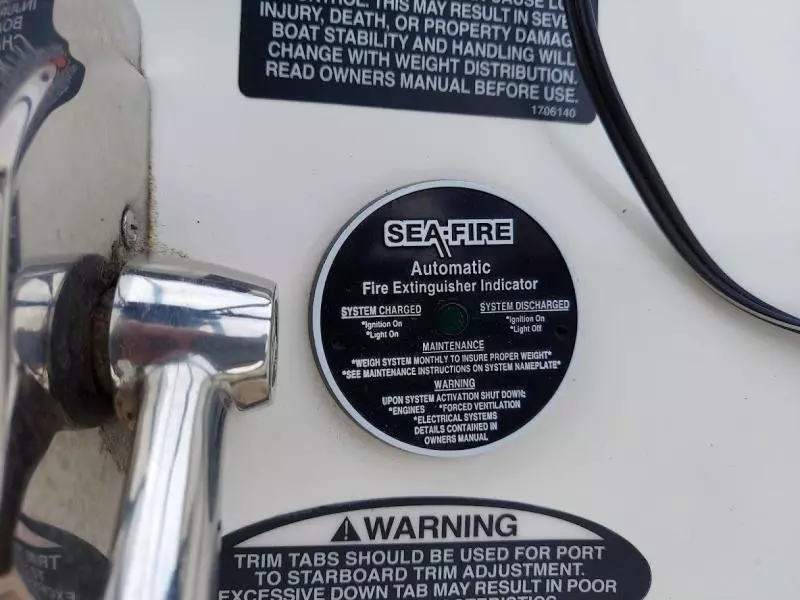 THIS MAY RESULT IN
INJURY, DEATH, OR PROPERTY
BOAT STABILITY AND HANDLING WILL
CHANGE WITH WEIGHT DISTRIBUTION.
READ OWNERS MANUAL BEFORE USE.
1706140
SEA-FIRE
Automatic
Fire Extinguisher Indicator
SYSTEM CHARGED
*Ignition On
*Light On
SYSTEM DISCHARGED
*Ignition On
*Light Off
MAINTENANCE
*WEIGH SYSTEM MONTHLY TO INSURE PROPER WEIGHT*
*SEE MAINTENANCE INSTRUCTIONS ON SYSTEM NAMEPLATE*
WARNING
UPON SYSTEM ACTIVATION SHUT DOWN:
*ENGINES *FORCED VENTILATION
*ELECTRICAL SYSTEMS
DETAILS CONTAINED IN
OWNERS MANUAL
WARNING
TRIM TABS SHOULD BE USED FOR PORT
TO STARBOARD TRIM ADJUSTMENT.
EXCESSIVE DOWN TAB MAY RESULT IN POOR